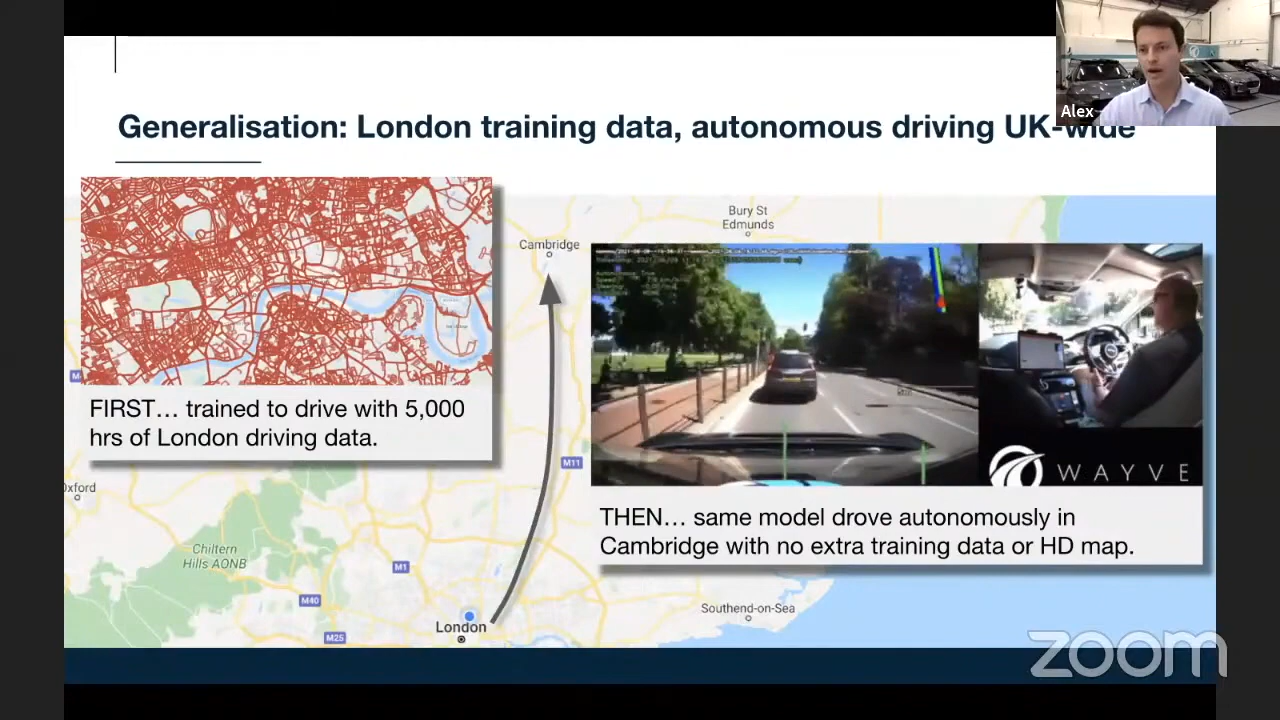 Alex
Generalisation: London training data, autonomous driving UK-wide
Bury St
Edmunds
Cambridge
FIRST… trained to drive with 5,000
hrs of London driving data.
M11
WAYVE
THEN… same model drove autonomously in
Cambridge with no extra training data or HD map.
Oxford
Chiltern
Hills AONB
M1
M40
M25
London
Southend-on-Sea
zoom